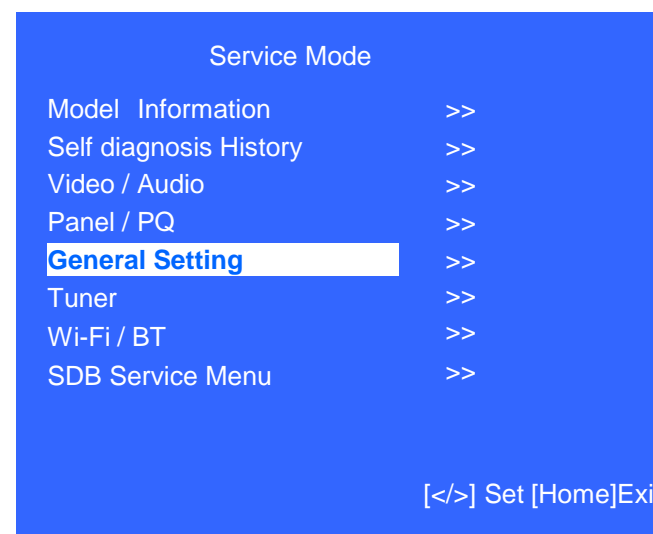 Service Mode
Model Information >>
Self diagnosis History >>
Video / Audio >>
Panel / PQ >>
General Setting >>
Tuner >>
Wi-Fi / BT >>
SDB Service Menu >>
[</>] Set [Home]Exi